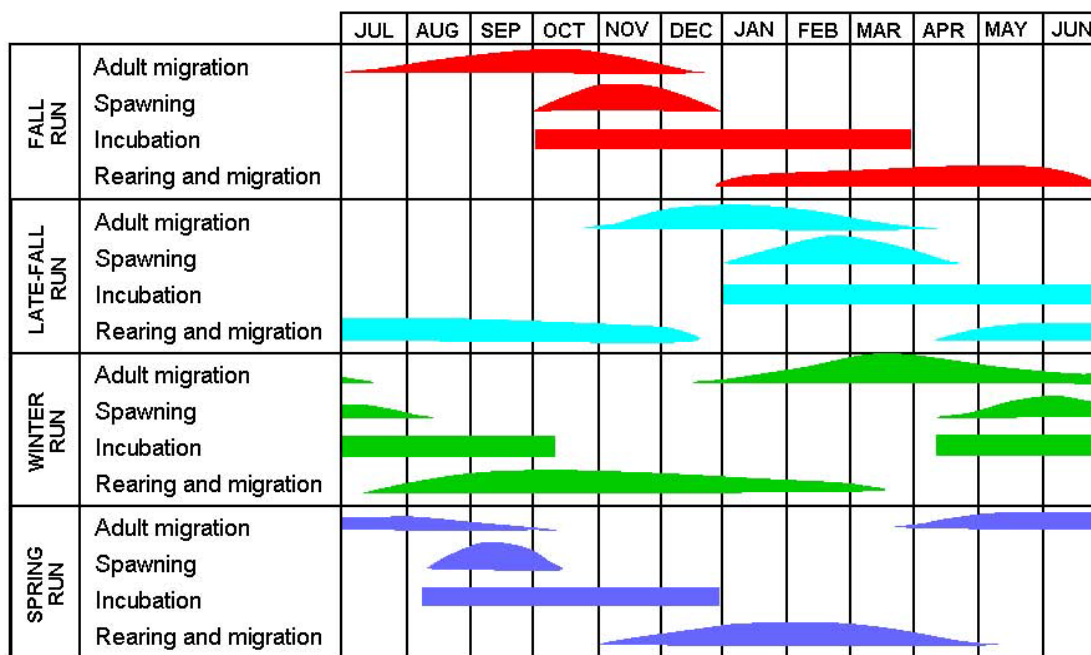 JUL AUG SEP OCT NOV DEC JAN FEB MAR APR MAY JUN
FALL
RUN
Adult migration
Spawning
Incubation
Rearing and migration
LATE-FALL
RUN
Adult migration
Spawning
Incubation
Rearing and migration
WINTER
RUN
Adult migration
Spawning
Incubation
Rearing and migration
SPRING
RUN
Adult migration
Spawning
Incubation
Rearing and migration